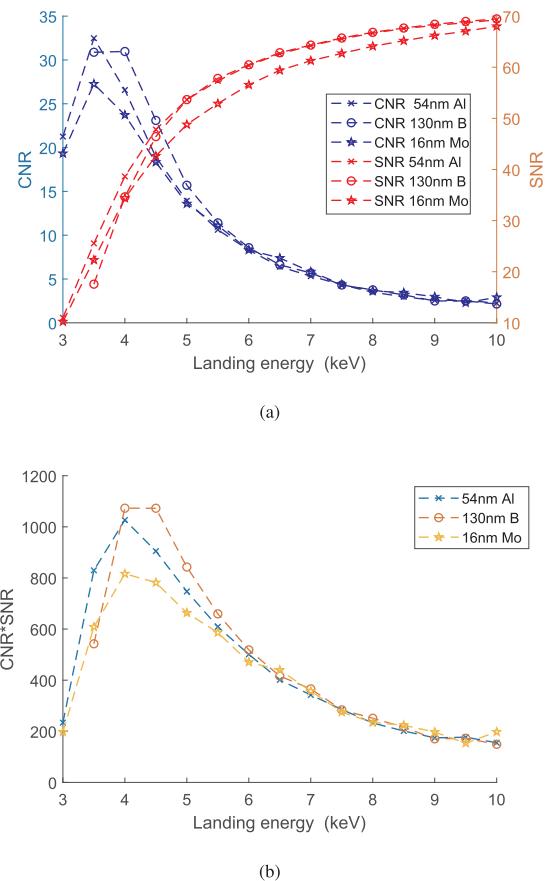 35
30
25
20
15
10
5
0
CNR
70
60
50
40
30
20
10
SNR
CNR 54nm Al
CNR 130nm B
CNR 16nm Mo
SNR 54nm Al
SNR 130nm B
SNR 16nm Mo
3 4 5 6 7 8 9 10
Landing energy (keV)
(a)
1200
1000
800
600
400
200
0
CNR*SNR
54nm Al
130nm B
16nm Mo
3 4 5 6 7 8 9 10
Landing energy (keV)
(b)